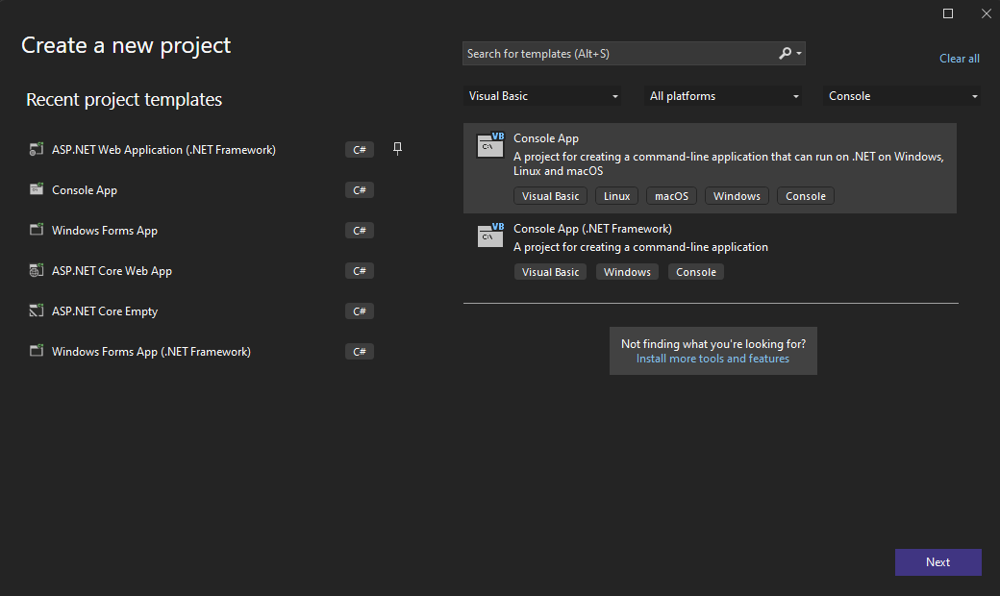 Create a new project
Search for templates (Alt+S)
Clear all
Recent project templates
Visual Basic
All platforms
Console
ASP.NET Web Application (.NET Framework)
C#
Console App
C#
Windows Forms App
C#
ASP.NET Core Web App
C#
ASP.NET Core Empty
C#
Windows Forms App (.NET Framework)
C#
VB
C:\
Console App
A project for creating a command-line application that can run on .NET on Windows,
Linux and macOS
Visual Basic Linux macOS Windows Console
VB
C:\
Console App (.NET Framework)
A project for creating a command-line application
Visual Basic Windows Console
Not finding what you're looking for?
Install more tools and features
Next